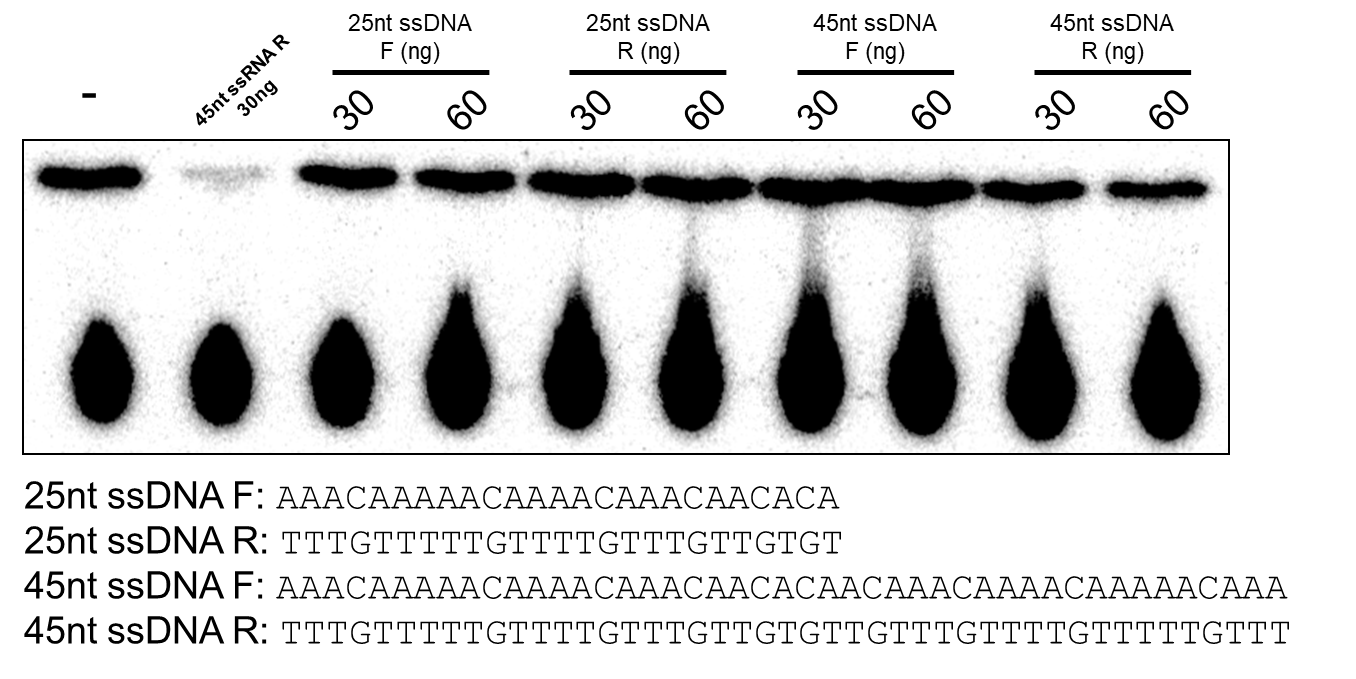 -
45nt ssRNA R
30ng
25nt ssDNA
F (ng)
25nt ssDNA
R (ng)
45nt ssDNA
F (ng)
45nt ssDNA
R (ng)
30
60
30
60
30
60
30
60
25nt ssDNA F: AAACAAAAACAAAACAAACAACACA
25nt ssDNA R: TTTGTTTTTGTTTTGTTTGTTGTGT
45nt ssDNA F: AAACAAAAACAAAACAAACAACACAACAAACAAAACAAAAACAAA
45nt ssDNA R: TTTGTTTTTGTTTTGTTTGTTGTGTTGTTTGTTTTGTTTTTGTTT